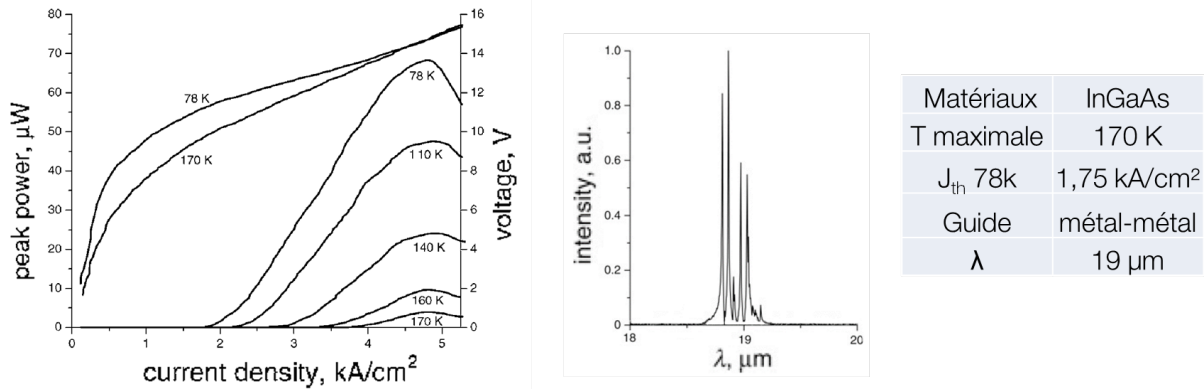 80
70
60
50
40
30
20
10
0
peak power, µW
16
14
12
10
8
6
4
2
0
voltage, V
78 K
170 K
78 K
110 K
140 K
160 K
170 K
0 1 2 3 4 5
current density, kA/cm²
1.0
0.8
0.6
0.4
0.2
0
intensity, a.u.
18 19 20
λ, µm
Matériaux InGaAs
T maximale 170 K
Jth 78k 1,75 kA/cm²
Guide métal-métal
λ 19 µm